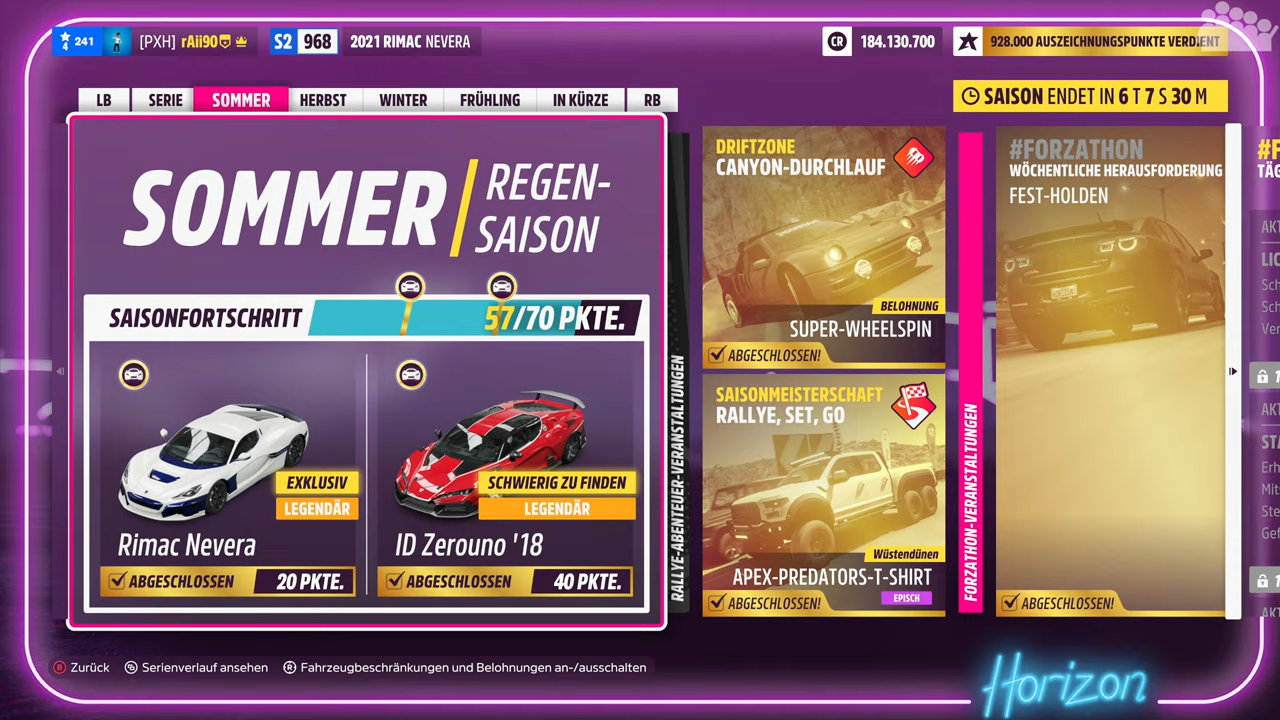 4 241
[PXH] rAii90
S2 968
2021 RIMAC NEVERA
CR 184.130.700
928.000 AUSZEICHNUNGSPUNKTE VERDIENT
LB
SERIE
SOMMER
HERBST
WINTER
FRÜHLING
IN KÜRZE
RB
SAISON ENDET IN 6 T 7 S 30 M
SOMMER
REGEN-
SAISON
SAISONFORTSCHRITT
57/70 PKTE.
EXKLUSIV
LEGENDÄR
Rimac Nevera
ABGESCHLOSSEN
20 PKTE.
SCHWIERIG ZU FINDEN
LEGENDÄR
ID Zerouno '18
ABGESCHLOSSEN
40 PKTE.
RALLYE-ABENTEUER-VERANSTALTUNGEN
DRIFTZONE
CANYON-DURCHLAUF
BELOHNUNG
SUPER-WHEELSPIN
ABGESCHLOSSEN!
SAISONMEISTERSCHAFT
RALLYE, SET, GO
Wüstendünen
APEX-PREDATORS-T-SHIRT
EPISCH
ABGESCHLOSSEN!
FORZATHON-VERANSTALTUNGEN
#FORZATHON
WÖCHENTLICHE HERAUSFORDERUNG
FEST-HOLDEN
ABGESCHLOSSEN!
B Zurück
Serienverlauf ansehen
R Fahrzeugbeschränkungen und Belohnungen an-/ausschalten
Horizon